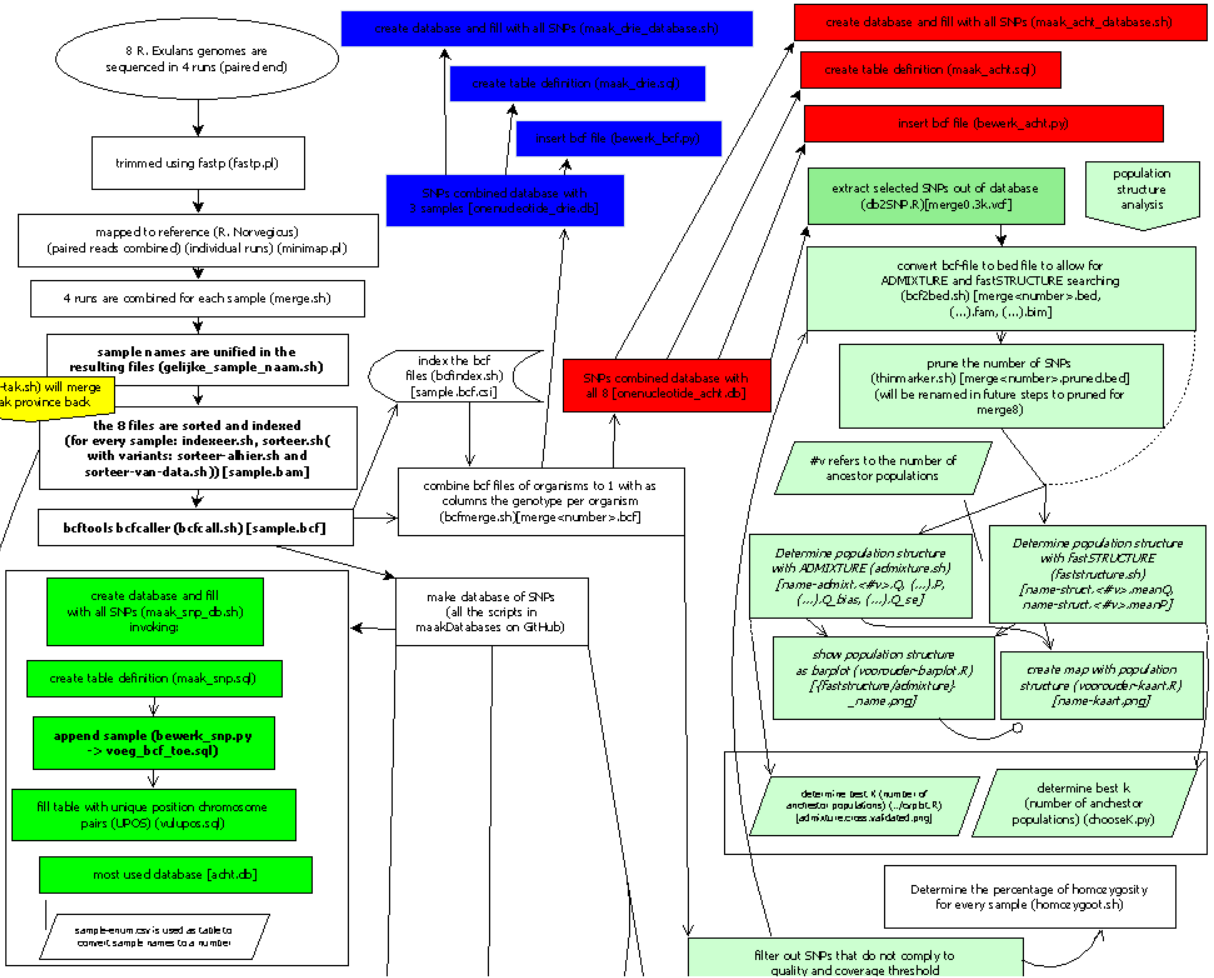 8 R. Exulans genomes are
sequenced in 4 runs (paired end)
trimmed using fastp (fastp.pl)
mapped to reference (R. Norvegicus)
(paired reads combined) (individual runs) (minimap.pl)
4 runs are combined for each sample (merge.sh)
sample names are unified in the
resulting files (gelijke_sample_naam.sh)
-tak.sh) will merge
ak province back
the 8 files are sorted and indexed
(for every sample: indexeer.sh, sorteer.sh(
with variants: sorteer-alhier.sh and
sorteer-van-data.sh)) [sample.bam]
bcftools bcfcaller (bcfcall.sh) [sample.bcf]
create database and fill
with all SNPs (maak_snp_db.sh)
invoking:
create table definition (maak_snp.sql)
append sample (bewerk_snp.py
-> voeg_bcf_toe.sql)
fill table with unique position chromosome
pairs (UPOS) (vulupos.sql)
most used database [acht.db]
sample-enum.csv is used as table to
convert sample names to a number
create database and fill with all SNPs (maak_drie_database.sh)
create table definition (maak_drie.sql)
insert bcf file (bewerk_bcf.py)
SNPs combined database with
3 samples [onenucleotide_drie.db]
index the bcf
files (bcfindex.sh)
[sample.bcf.csi]
combine bcf files of organisms to 1 with as
columns the genotype per organism
(bcfmerge.sh)[merge<number>.bcf]
make database of SNPs
(all the scripts in
maakDatabases on GitHub)
create database and fill with all SNPs (maak_acht_database.sh)
create table definition (maak_acht.sql)
insert bcf file (bewerk_acht.py)
SNPs combined database with
all 8 [onenucleotide_acht.db]
extract selected SNPs out of database
(db2SNP.R)[merge0.3k.vcf]
population
structure
analysis
convert bcf-file to bed file to allow for
ADMIXTURE and fastSTRUCTURE searching
(bcf2bed.sh) [merge<number>.bed,
(...).fam, (...).bim]
prune the number of SNPs
(thinmarker.sh) [merge<number>.pruned.bed]
(will be renamed in future steps to pruned for
merge8)
#v refers to the number of
ancestor populations
Determine population structure
with ADMIXTURE (admixture.sh)
[name-admixt.<#v>.Q, (...).P,
(...).Q_bias, (...).Q_se]
Determine population structure
with fastSTRUCTURE
(faststructure.sh)
[name-struct.<#v>.meanQ,
name-struct.<#v>.meanP]
show population structure
as barplot (voorouder-barplot.R)
[{faststructure/admixture}
_name.png]
create map with population
structure (voorouder-kaart.R)
[name-kaart.png]
determine best K (number of
anchestor populations) (../cvplot.R)
[admixture.cross.validated.png]
determine best k
(number of anchestor
populations) (chooseK.py)
Determine the percentage of homozygosity
for every sample (homozygoot.sh)
filter out SNPs that do not comply to
quality and coverage threshold